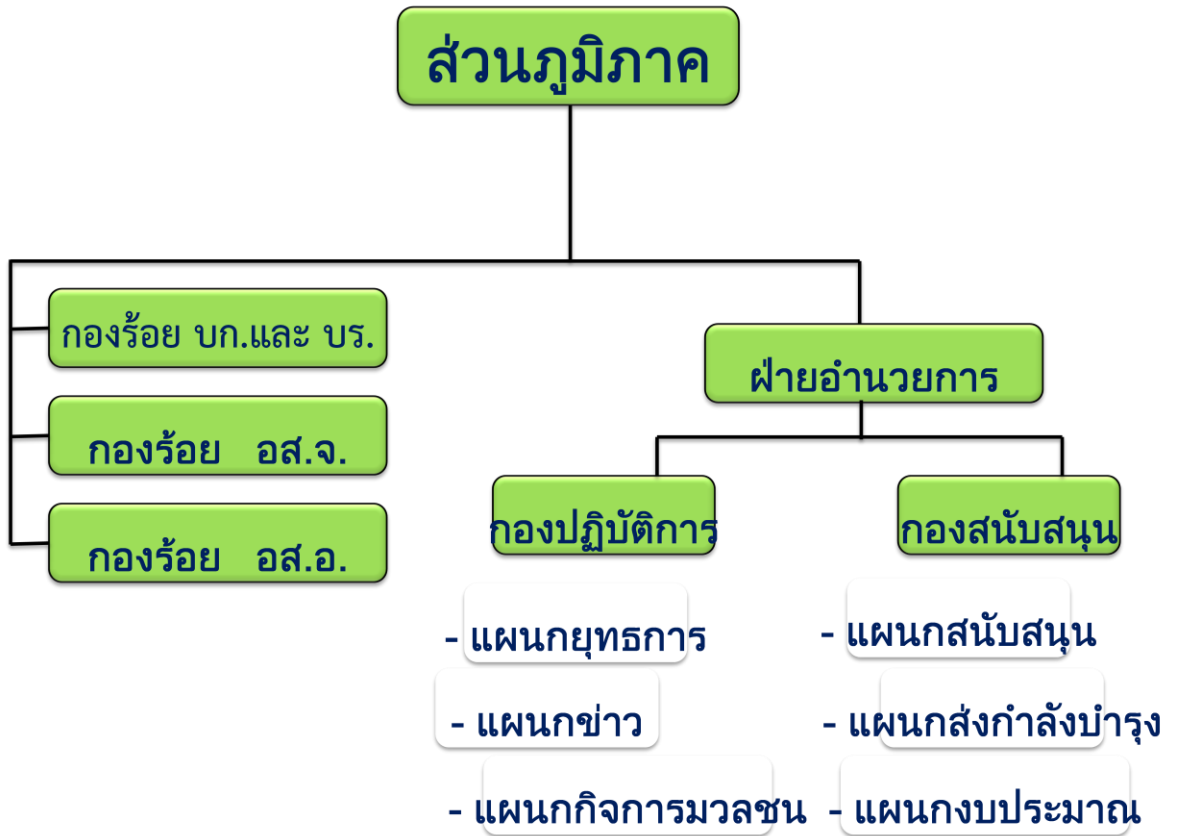 ส่วนภูมิภาค
กองร้อย บก.และ บร.
กองร้อย อส.จ.
กองร้อย อส.อ.
ฝ่ายอำนวยการ
กองปฏิบัติการ
- แผนกยุทธการ
- แผนกข่าว
- แผนกกิจการมวลชน
กองสนับสนุน
- แผนกสนับสนุน
- แผนกส่งกำลังบำรุง
- แผนกงบประมาณ